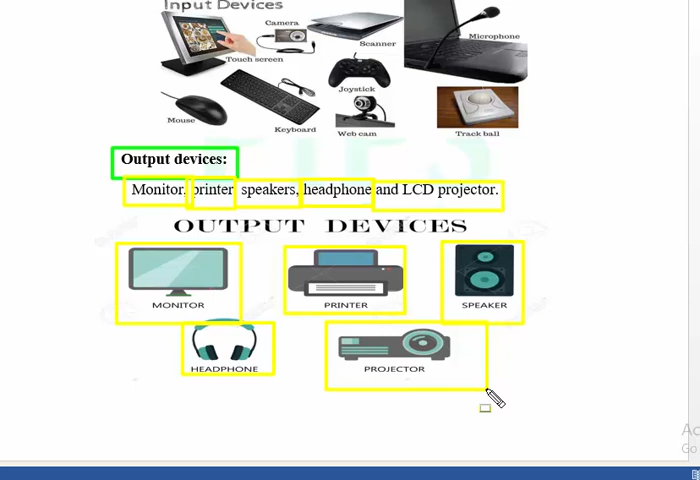 Input Devices
Camera
Scanner
Microphone
Touch screen
Joystick
Mouse
Keyboard
Web cam
Track ball
Output devices:
Monitor, printer, speakers, headphone and LCD projector.
OUTPUT DEVICES
MONITOR
PRINTER
SPEAKER
HEADPHONE
PROJECTOR
Go